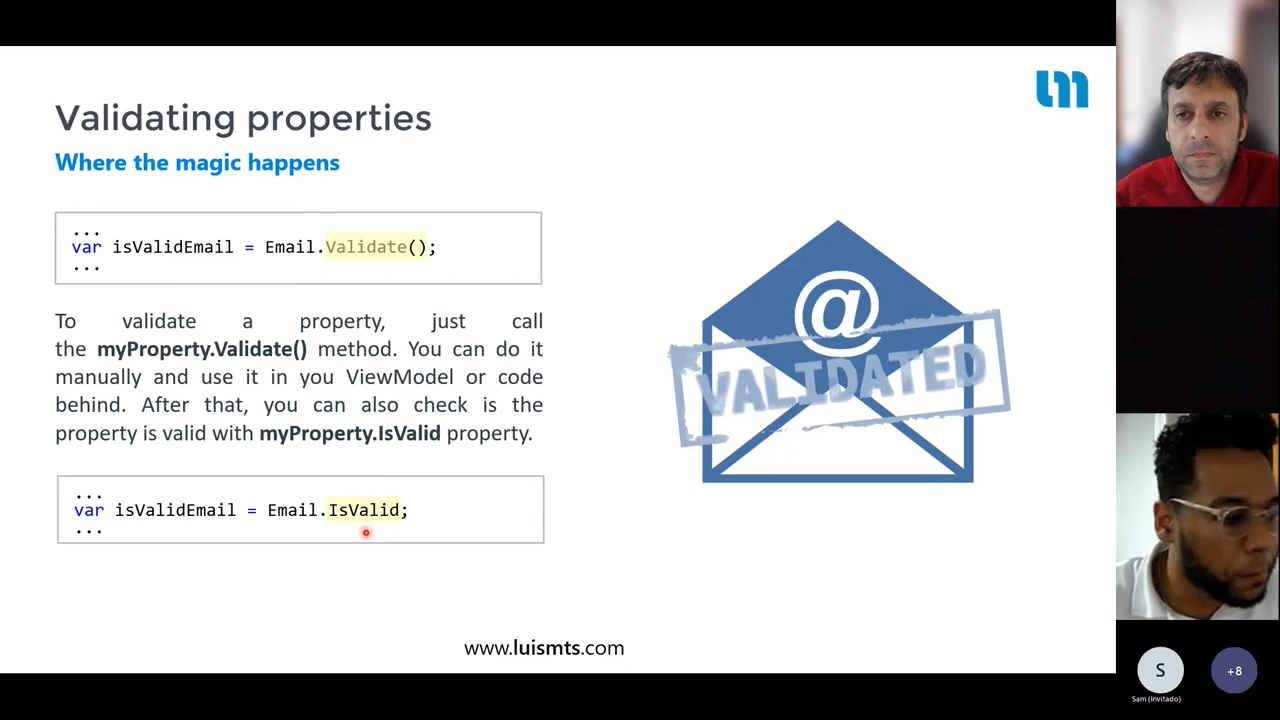 Validating properties
Where the magic happens
...
var isValidEmail = Email.Validate();
...
To validate a property, just call
the myProperty.Validate() method. You can do it
manually and use it in you ViewModel or code
behind. After that, you can also check is the
property is valid with myProperty.IsValid property.
...
var isValidEmail = Email.IsValid;
...
@
VALIDATED
www.luismts.com
lm
S
Sam (Invitado)
+8